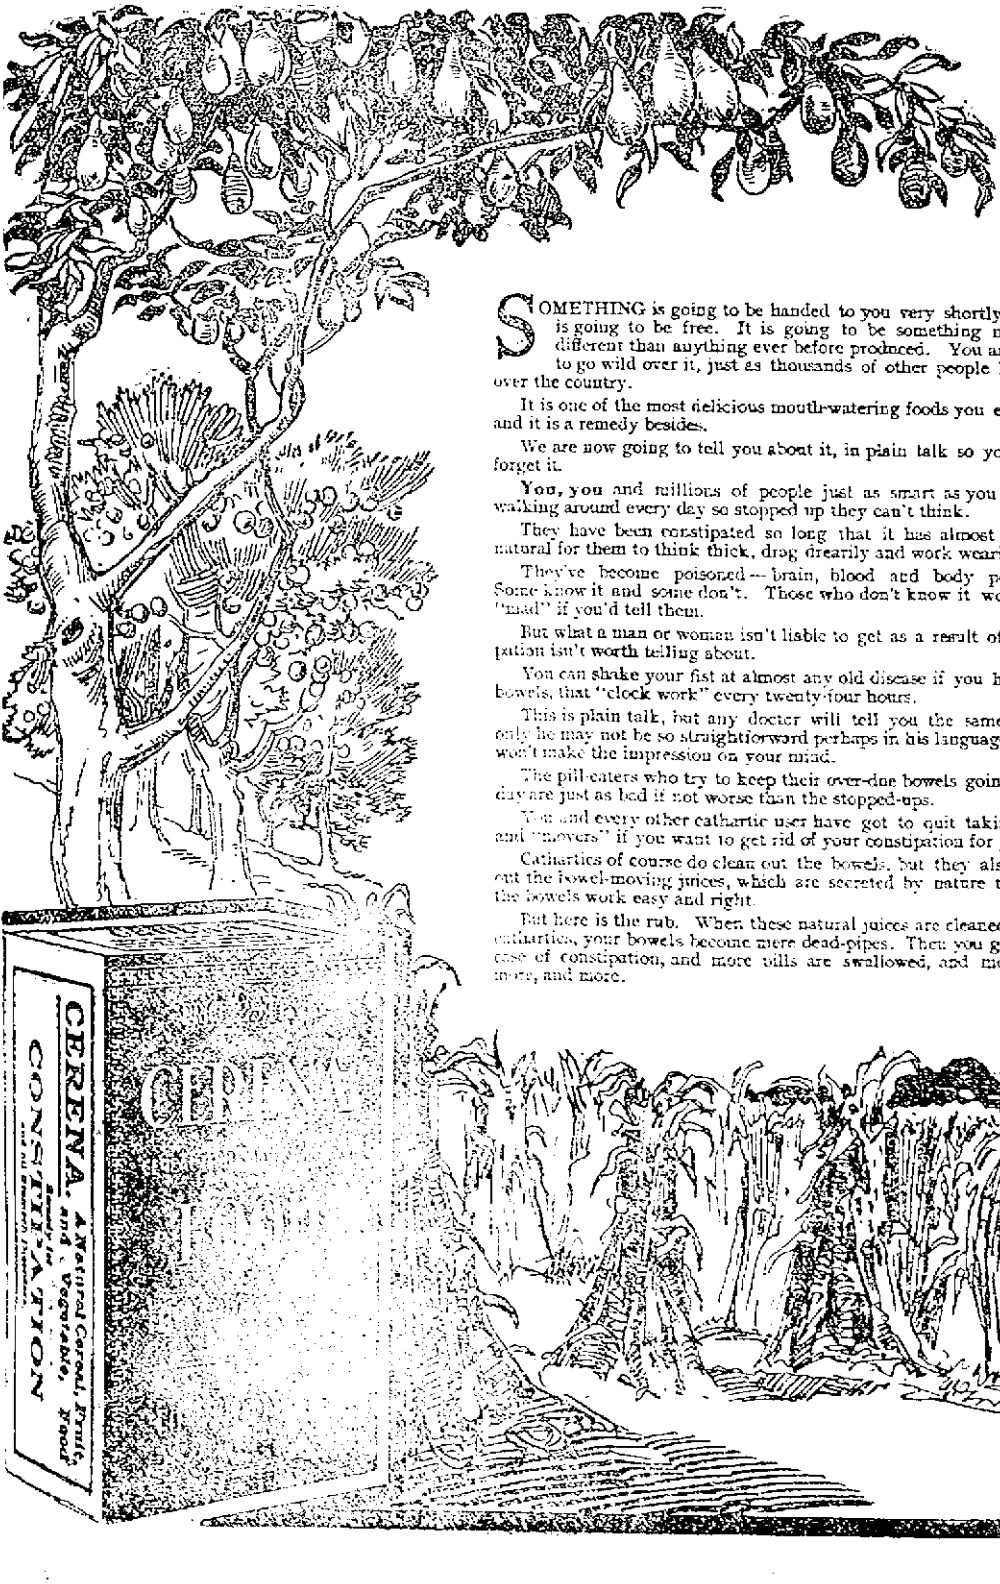 SOMETHING is going to be handed to you very shortly
is going to be free. It is going to be something
different than anything ever before produced. You
to go wild over it, just as thousands of other people
over the country.
It is one of the most delicious mouth-watering foods you
and it is a remedy besides.
We are now going to tell you about it, in plain talk so
forget it.
You, you and millions of people just as smart as you
walking around every day so stopped up they can't think.
They have been constipated so long that it has almost
natural for them to think thick, drag drearily and work
They've become poisoned — brain, blood and body
Some know it and some don't. Those who don't know it
"mad" if you'd tell them.
But what a man or woman isn't liable to get as a result of
pation isn't worth telling about.
You can shake your fist at almost any old disease if you
bowels, that "clock work" every twenty-four hours.
This is plain talk, but any doctor will tell you the same
only he may not be so straightforward perhaps in his language
won't make the impression on your mind.
The pill-eaters who try to keep their over-due bowels
day are just as bad if not worse than the stopped-ups.
You and every other cathartic user have got to quit
and "movers" if you want to get rid of your constipation for
Cathartics of course do clean out the bowels, but they
out the bowel-moving juices, which are secreted by nature
the bowels work easy and right.
But here is the rub. When these natural juices are
cathartics, your bowels become mere dead-pipes. Then you
case of constipation, and more pills are swallowed, and
more, and more.
CERENA
CERENA. A Natural Cereal, Fruit,
and Vegetable, Food
Remedy for
CONSTIPATION
and all Stomach Disorders.